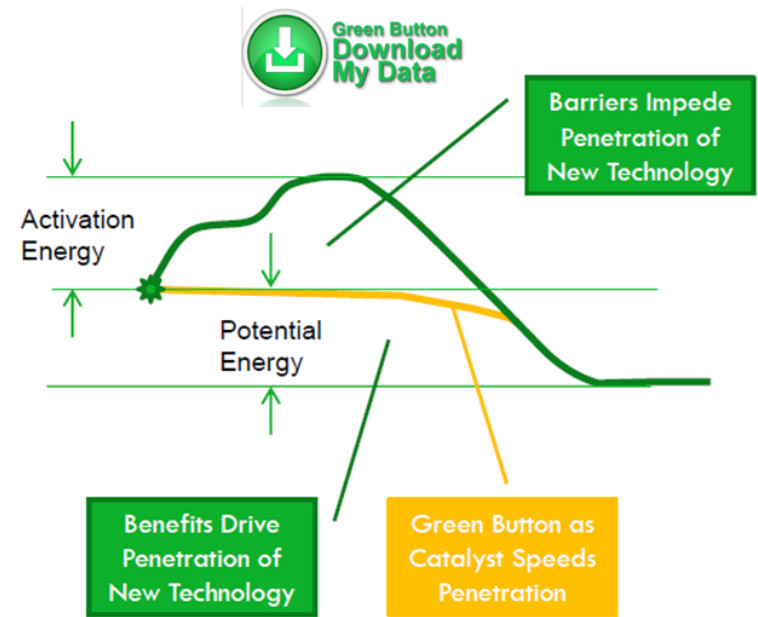 Green Button
Download
My Data
Barriers Impede
Penetration of
New Technology
Activation
Energy
Potential
Energy
Benefits Drive
Penetration of
New Technology
Green Button as
Catalyst Speeds
Penetration